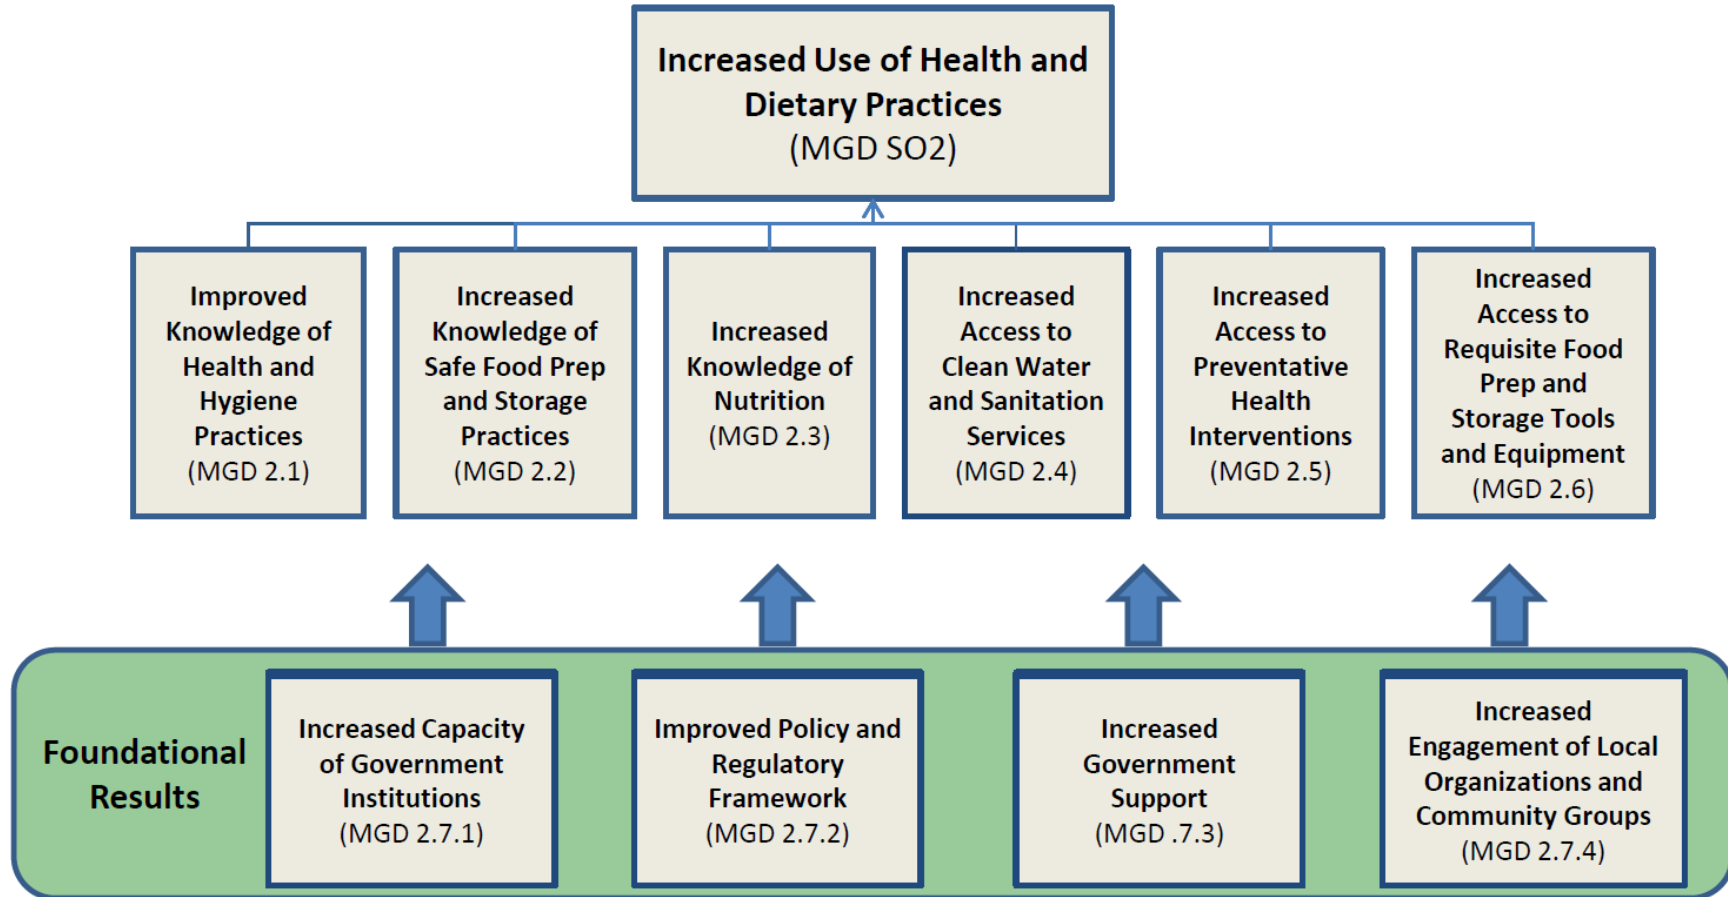 Increased Use of Health and
Dietary Practices
(MGD SO2)
Improved
Knowledge of
Health and
Hygiene
Practices
(MGD 2.1)
Increased
Knowledge of
Safe Food Prep
and Storage
Practices
(MGD 2.2)
Increased
Knowledge of
Nutrition
(MGD 2.3)
Increased
Access to
Clean Water
and Sanitation
Services
(MGD 2.4)
Increased
Access to
Preventative
Health
Interventions
(MGD 2.5)
Increased
Access to
Requisite Food
Prep and
Storage Tools
and Equipment
(MGD 2.6)
Foundational
Results
Increased Capacity
of Government
Institutions
(MGD 2.7.1)
Improved Policy and
Regulatory
Framework
(MGD 2.7.2)
Increased
Government
Support
(MGD .7.3)
Increased
Engagement of Local
Organizations and
Community Groups
(MGD 2.7.4)